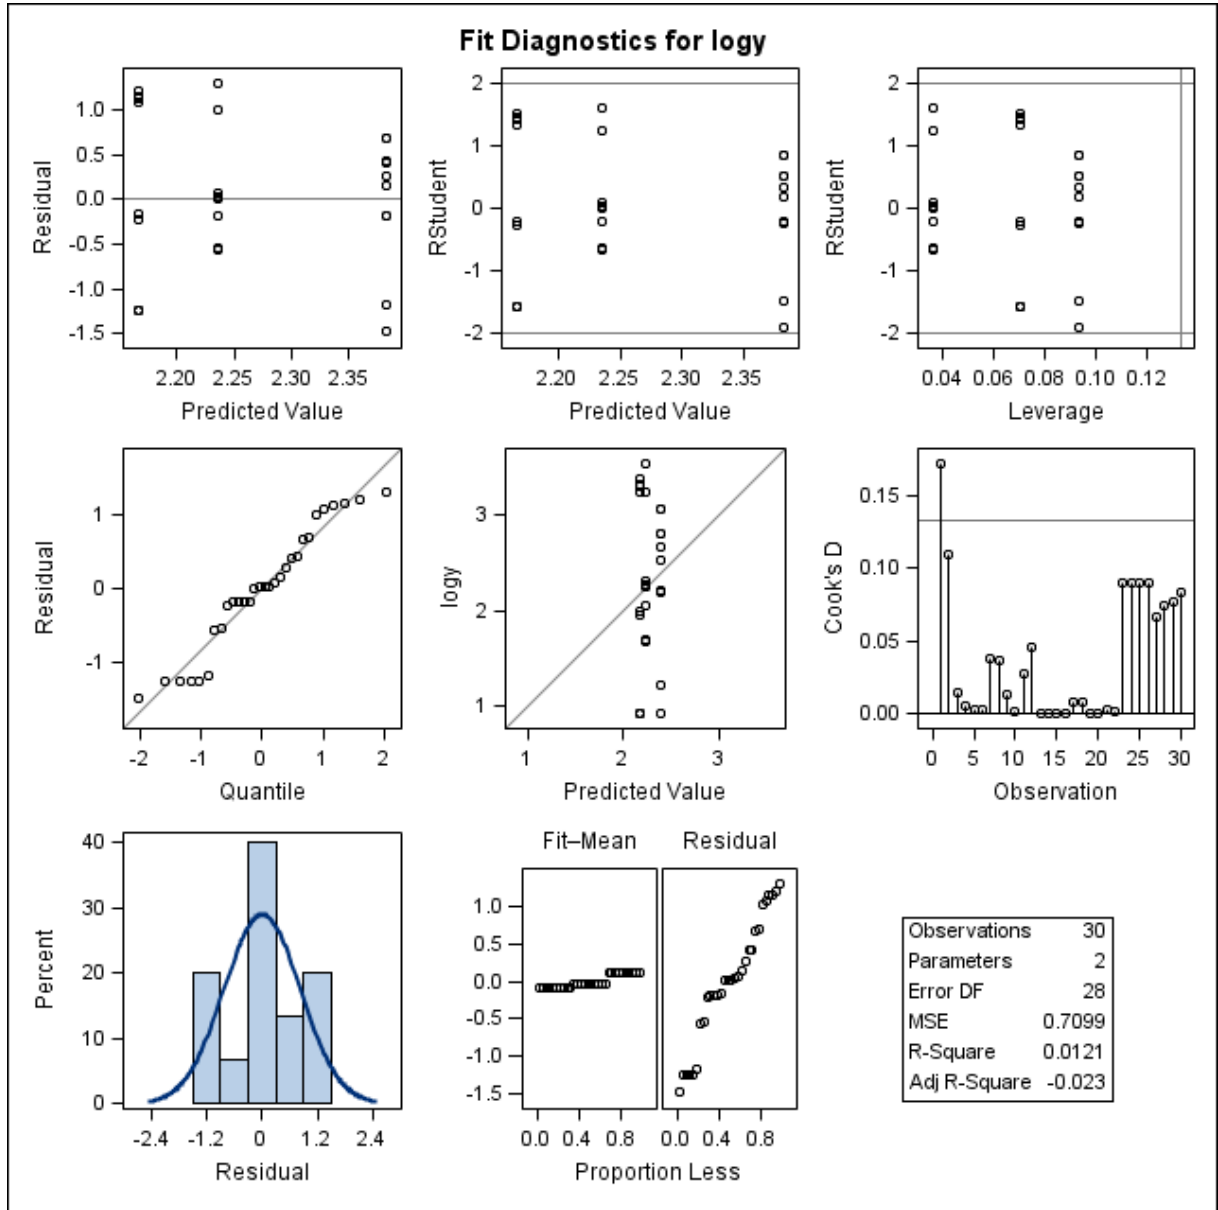 Fit Diagnostics for logy
Residual
1.0
0.5
0.0
-0.5
-1.0
-1.5
2.20 2.25 2.30 2.35
Predicted Value
RStudent
2
1
0
-1
-2
2.20 2.25 2.30 2.35
Predicted Value
RStudent
2
1
0
-1
-2
0.04 0.06 0.08 0.10 0.12
Leverage
Residual
1
0
-1
-2 -1 0 1 2
Quantile
logy
3
2
1
1 2 3
Predicted Value
Cook's D
0.15
0.10
0.05
0.00
0 5 10 15 20 25 30
Observation
Percent
40
30
20
10
0
-2.4 -1.2 0 1.2 2.4
Residual
Fit–Mean Residual
1.0
0.5
0.0
-0.5
-1.0
-1.5
0.0 0.4 0.8 0.0 0.4 0.8
Proportion Less
Observations 30
Parameters 2
Error DF 28
MSE 0.7099
R-Square 0.0121
Adj R-Square -0.023